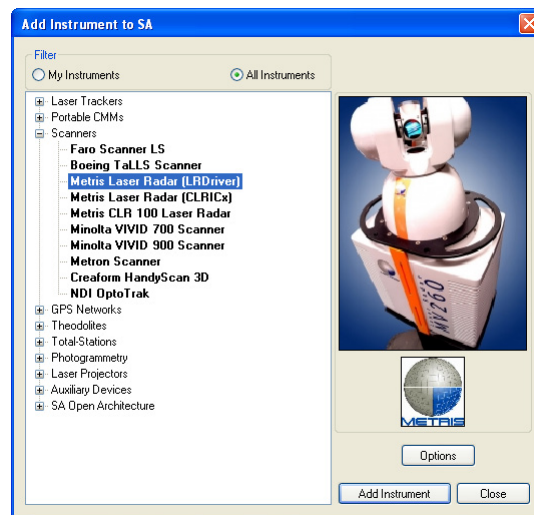 Add Instrument to SA
Filter
My Instruments
All Instruments
Laser Trackers
Portable CMMs
Scanners
Faro Scanner LS
Boeing TaLLS Scanner
Metris Laser Radar (LRDriver)
Metris Laser Radar (CLRICx)
Metris CLR 100 Laser Radar
Minolta VIVID 700 Scanner
Minolta VIVID 900 Scanner
Metron Scanner
Creaform HandyScan 3D
NDI OptoTrak
GPS Networks
Theodolites
Total-Stations
Photogrammetry
Laser Projectors
Auxiliary Devices
SA Open Architecture
MV260
METRIS
Options
Add Instrument
Close